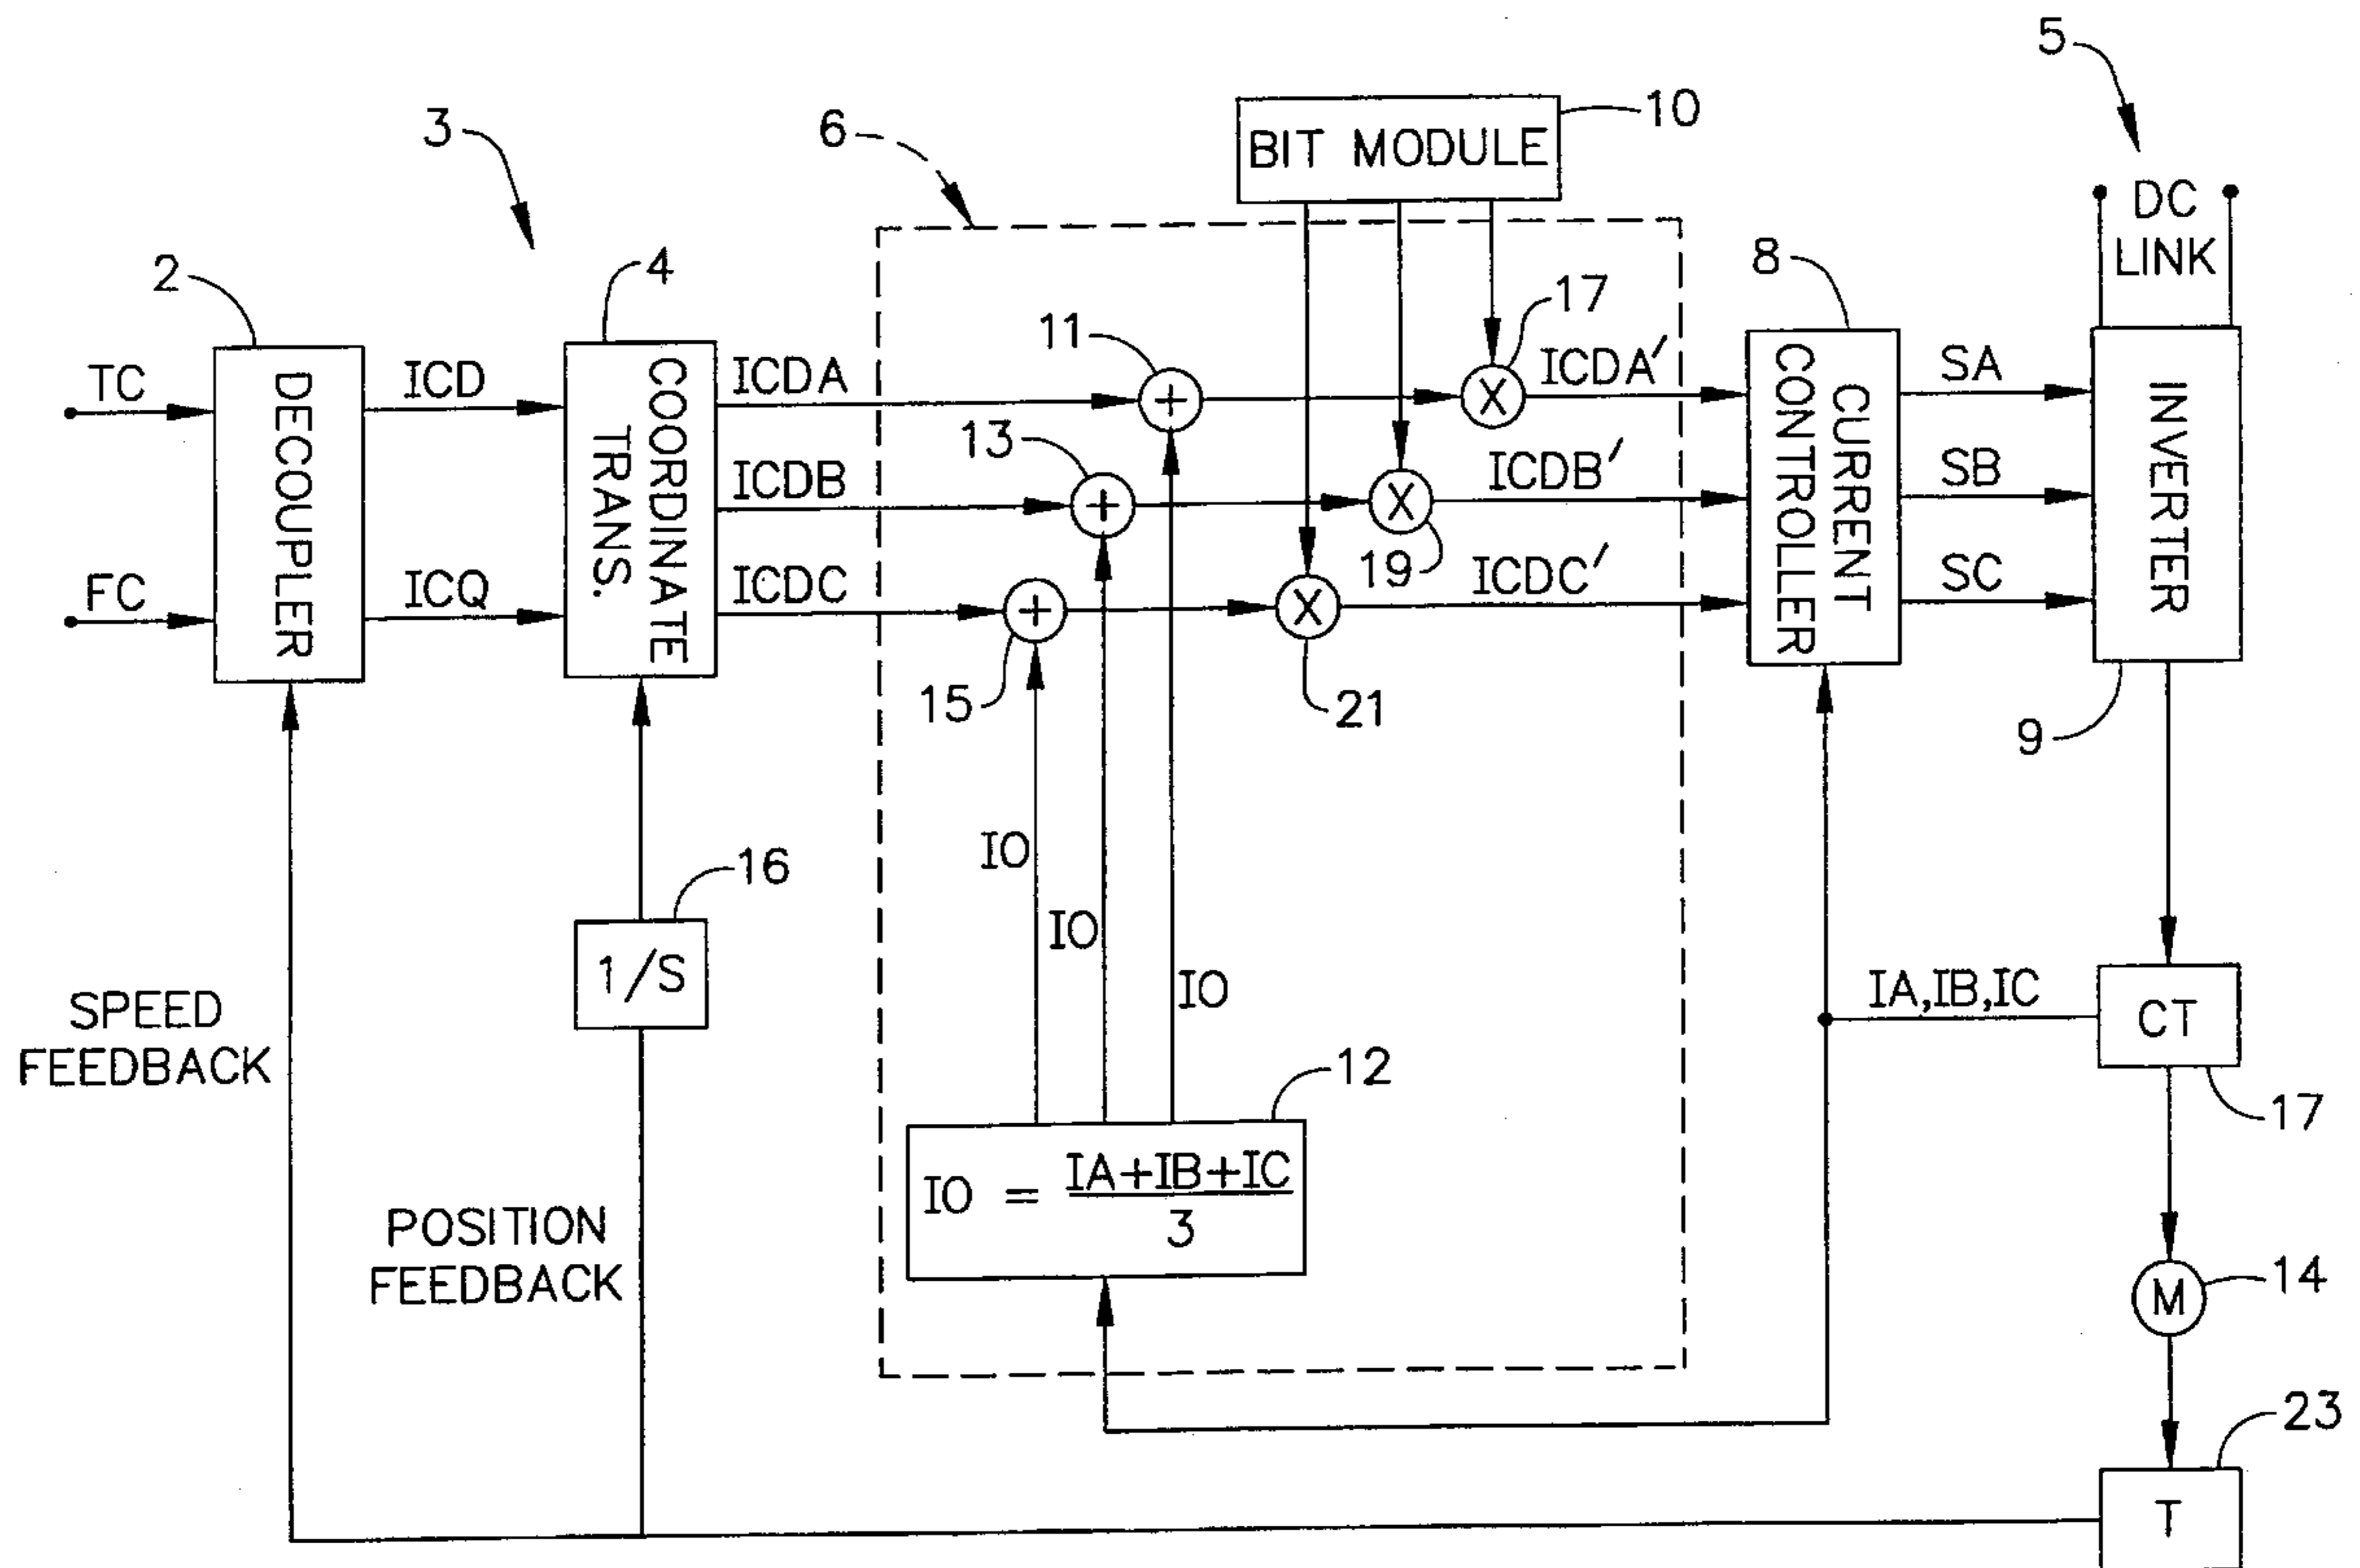 5
10
3
6
BIT MODULE
DC
LINK
2
4
8
17
11
TC
ICD
ICDA
ICDA′
SA
13
DECOUPLER
COORDINATE
TRANS.
ICDB
ICDB′
CURRENT
CONTROLLER
SB
INVERTER
19
FC
ICQ
ICDC
ICDC′
SC
15
21
9
IO
16
IO
1/S
IO
IA,IB,IC
CT
SPEED
FEEDBACK
12
17
IO = IA+IB+IC
3
POSITION
FEEDBACK
M
14
23
T